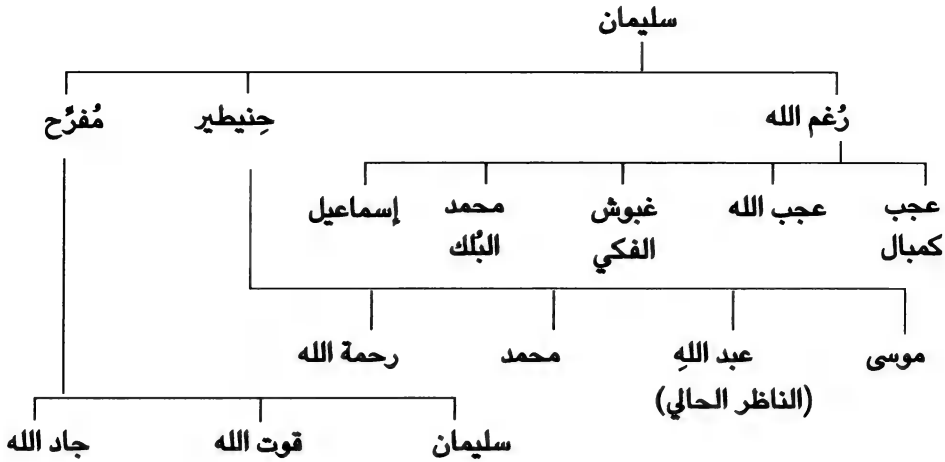 سليمان
رُغم الله حِنيطير مُفرَّح
عجب كمبال عجب الله غبوش الفكي محمد البُلك إسماعيل
موسى عبد اللهِ (الناظر الحالي) محمد رحمة الله
سليمان قوت الله جاد الله